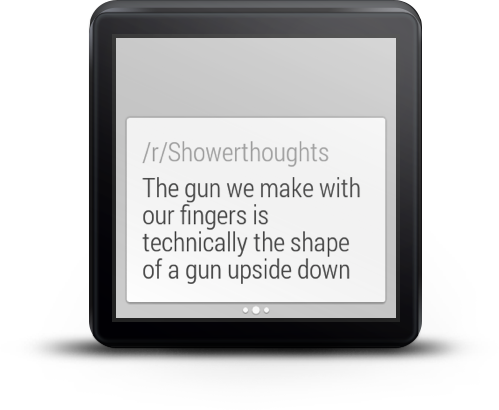 /r/Showerthoughts
The gun we make with
our fingers is
technically the shape
of a gun upside down